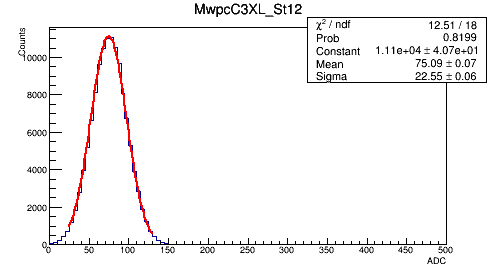 MwpcC3XL_St12
χ² / ndf 12.51 / 18
Prob 0.8199
Constant 1.11e+04 ± 4.07e+01
Mean 75.09 ± 0.07
Sigma 22.55 ± 0.06
Counts
10000
8000
6000
4000
2000
0
0 50 100 150 200 250 300 350 400 450 500
ADC